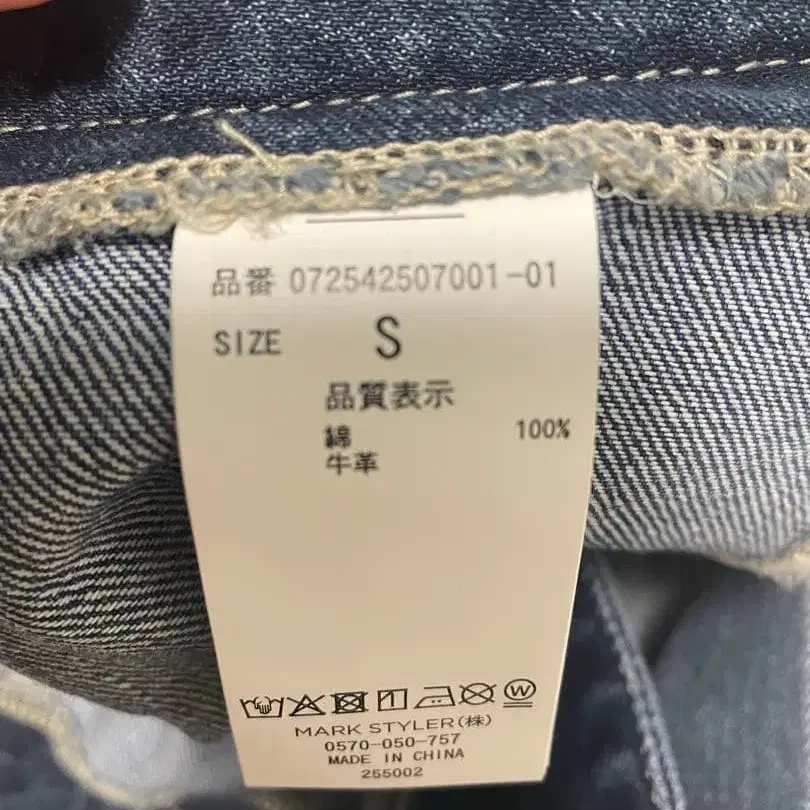 品番 072542507001-01
SIZE S
品質表示
綿 100%
牛革
W
MARK STYLER(株)
0570-050-757
MADE IN CHINA
255002